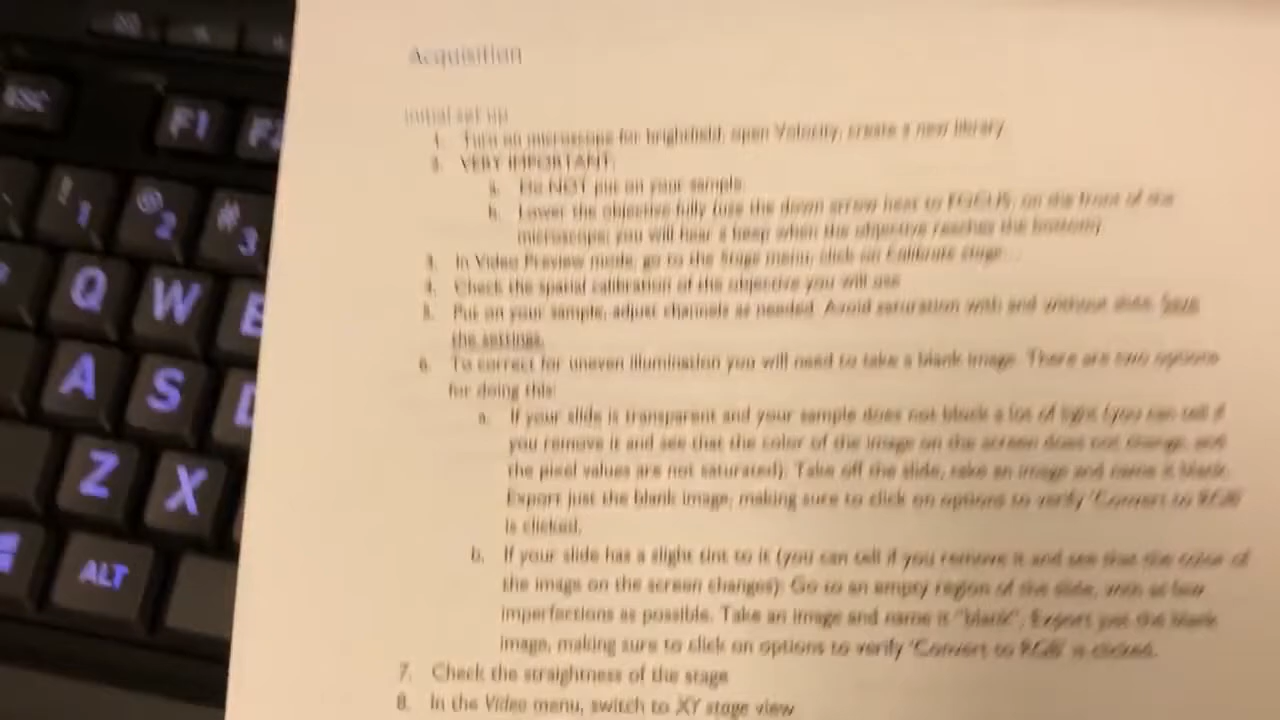 Acquisition
Initial set up
1. Turn on microscope for brightfield, open Volocity, create a new library
2. VERY IMPORTANT:
a. Do NOT put on your sample.
b. Lower the objective fully (use the down arrow next to FOCUS, on the front of the
microscope; you will hear a beep when the objective reaches the bottom)
3. In Video Preview mode, go to the Stage menu, click on Calibrate stage...
4. Check the spatial calibration of the objective you will use
5. Put on your sample, adjust channels as needed. Avoid saturation with and without slide. Save
the settings.
6. To correct for uneven illumination you will need to take a blank image. There are two options
for doing this:
a. If your slide is transparent and your sample does not block a lot of light (you can tell if
you remove it and see that the color of the image on the screen does not change, and
the pixel values are not saturated). Take off the slide, take an image and name it blank.
Export just the blank image, making sure to click on options to verify 'Convert to RGB'
is clicked.
b. If your slide has a slight tint to it (you can tell if you remove it and see that the color of
the image on the screen changes): Go to an empty region of the slide, with as few
imperfections as possible. Take an image and name it "blank". Export just the blank
image, making sure to click on options to verify 'Convert to RGB' is clicked.
7. Check the straightness of the stage
8. In the Video menu, switch to XY stage view
ESC
F1
F2
! 1
@ 2
# 3
Q W E
A S D
Z X
ALT